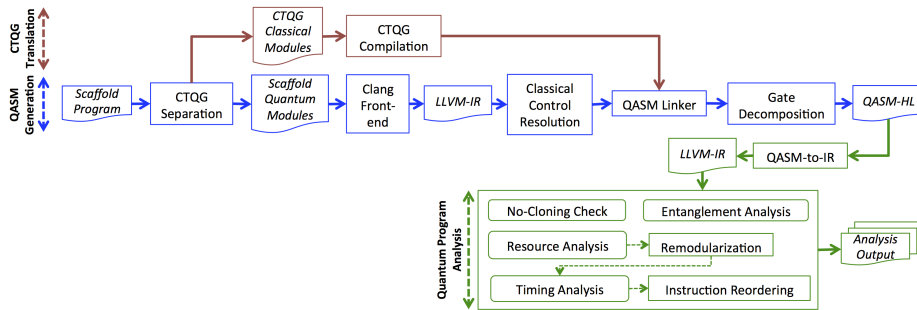 CTQG
Translation
CTQG
Classical
Modules
CTQG
Compilation
QASM
Generation
Scaffold
Program
CTQG
Separation
Scaffold
Quantum
Modules
Clang
Front-
end
LLVM-IR
Classical
Control
Resolution
QASM Linker
Gate
Decomposition
QASM-HL
LLVM-IR
QASM-to-IR
Quantum Program
Analysis
No-Cloning Check
Entanglement Analysis
Resource Analysis
Remodularization
Timing Analysis
Instruction Reordering
Analysis
Output